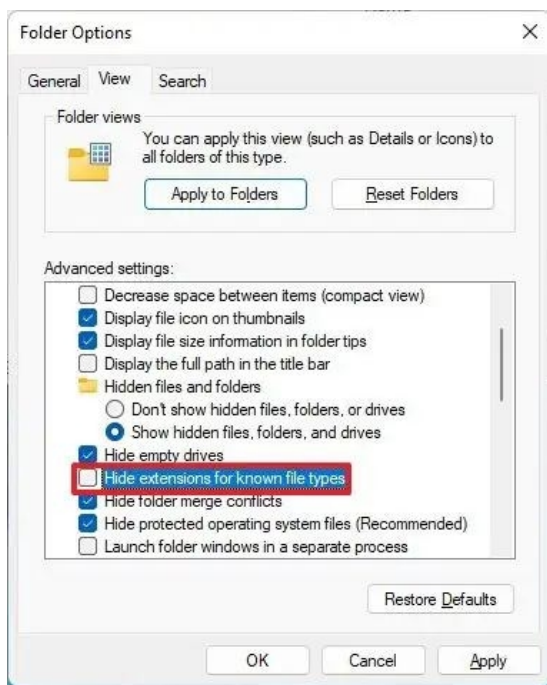 Folder Options
General View Search
Folder views
You can apply this view (such as Details or Icons) to
all folders of this type.
Apply to Folders Reset Folders
Advanced settings:
Decrease space between items (compact view)
Display file icon on thumbnails
Display file size information in folder tips
Display the full path in the title bar
Hidden files and folders
Don't show hidden files, folders, or drives
Show hidden files, folders, and drives
Hide empty drives
Hide extensions for known file types
Hide folder merge conflicts
Hide protected operating system files (Recommended)
Launch folder windows in a separate process
Restore Defaults
OK Cancel Apply